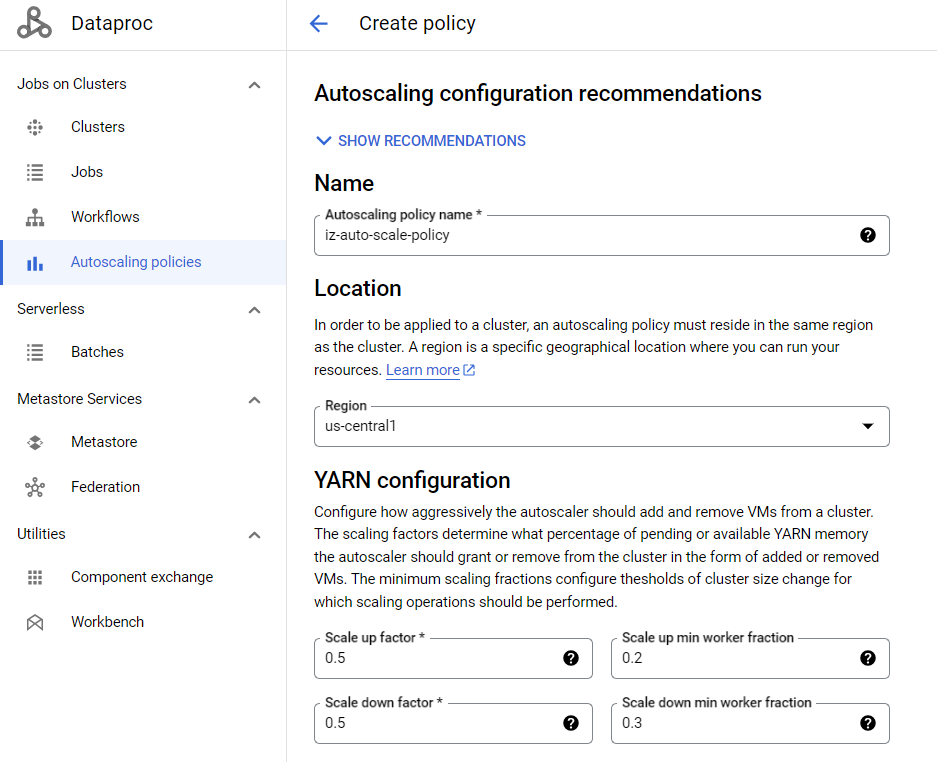 Dataproc
Create policy
Jobs on Clusters
Clusters
Jobs
Workflows
Autoscaling policies
Serverless
Batches
Metastore Services
Metastore
Federation
Utilities
Component exchange
Workbench
Autoscaling configuration recommendations
SHOW RECOMMENDATIONS
Name
Autoscaling policy name *
iz-auto-scale-policy
Location
In order to be applied to a cluster, an autoscaling policy must reside in the same region
as the cluster. A region is a specific geographical location where you can run your
resources. Learn more
Region
us-central1
YARN configuration
Configure how aggressively the autoscaler should add and remove VMs from a cluster.
The scaling factors determine what percentage of pending or available YARN memory
the autoscaler should grant or remove from the cluster in the form of added or removed
VMs. The minimum scaling fractions configure thesholds of cluster size change for
which scaling operations should be performed.
Scale up factor *
0.5
Scale up min worker fraction
0.2
Scale down factor *
0.5
Scale down min worker fraction
0.3